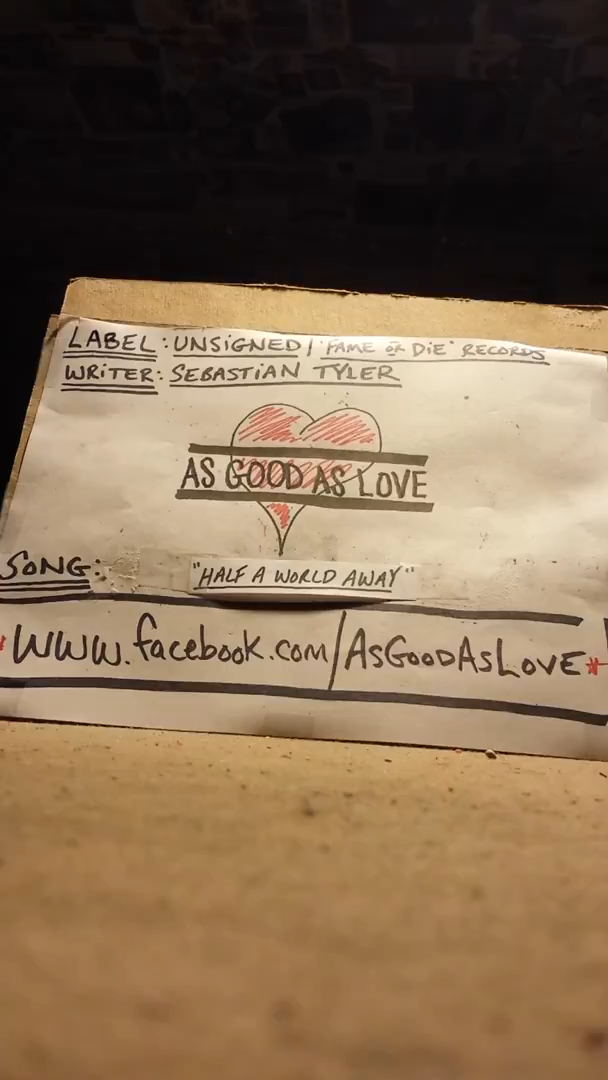 LABEL: UNSIGNED / 'FAME OR DIE' RECORDS
WRITER: SEBASTIAN TYLER
AS GOOD AS LOVE
SONG: "HALF A WORLD AWAY"
*WWW.facebook.com/ASGOODASLOVE*